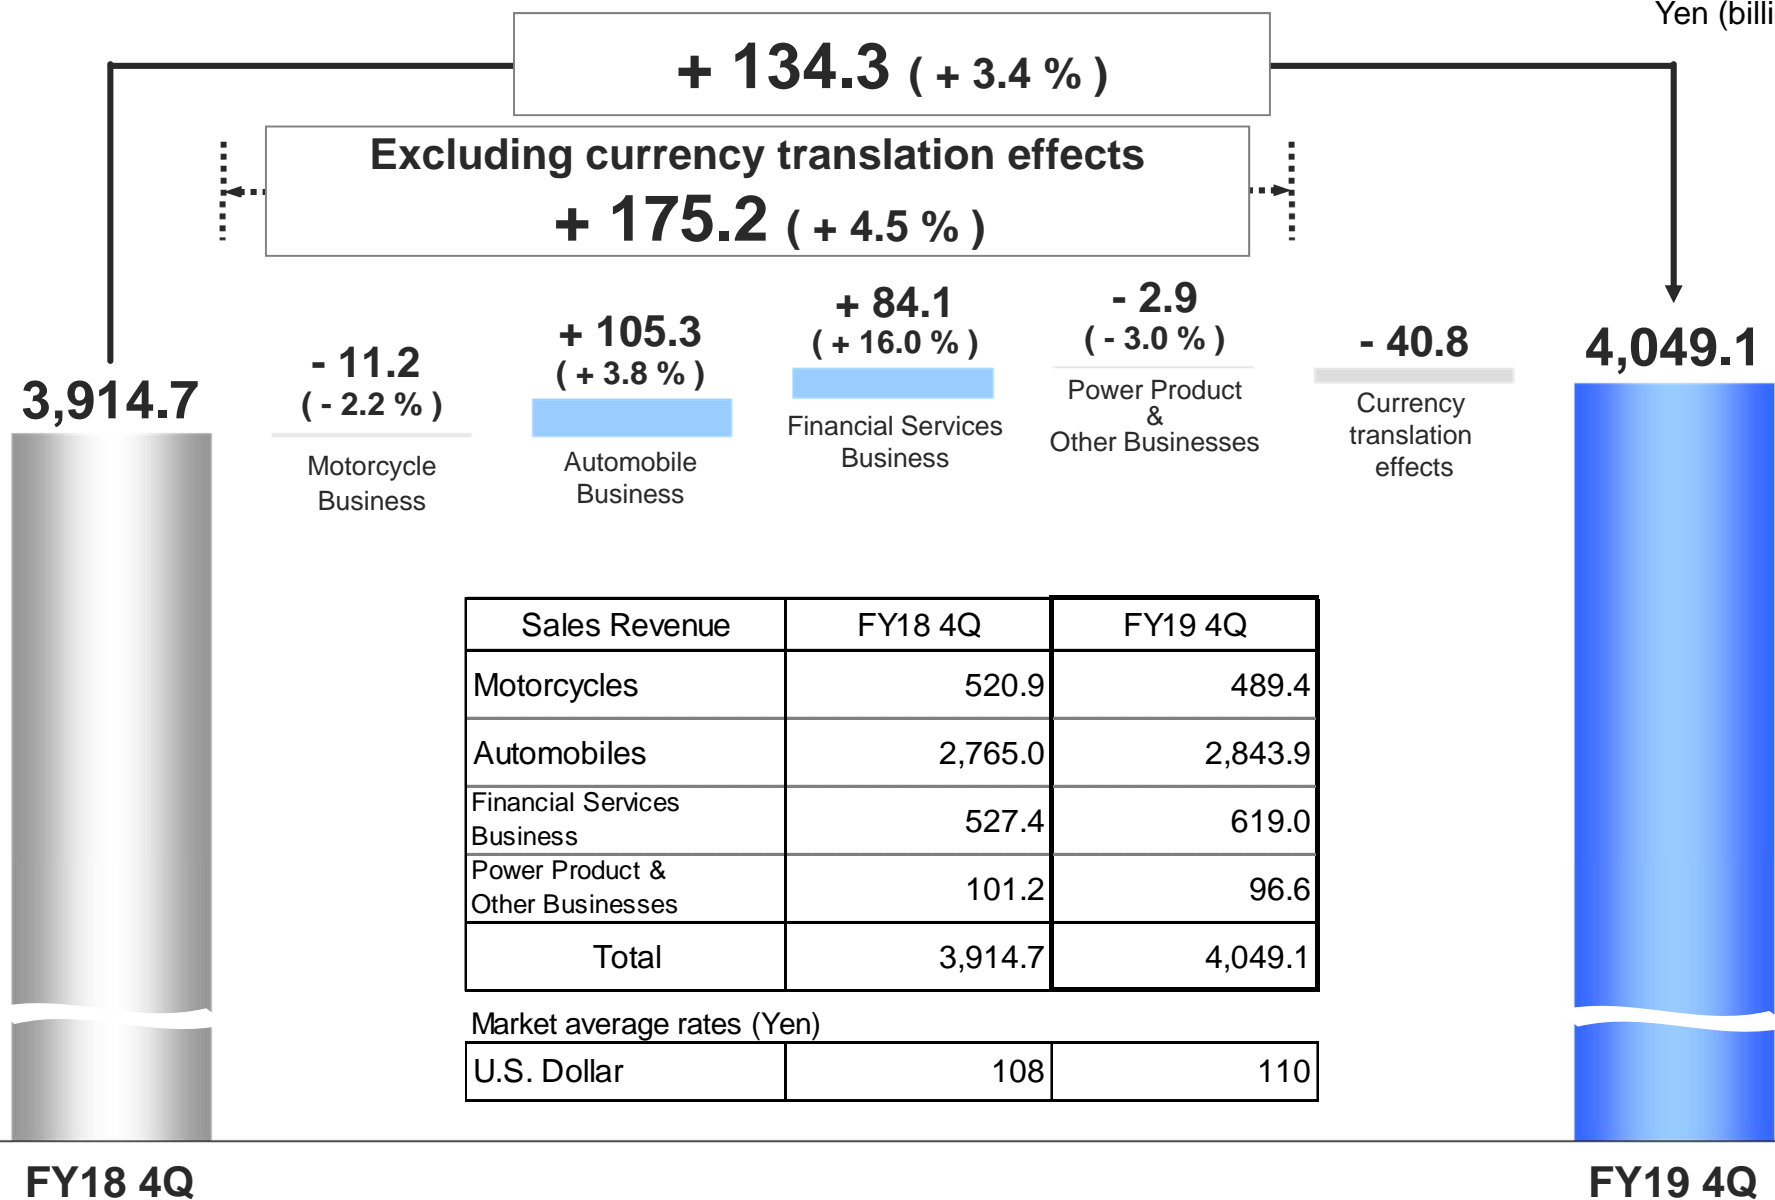 Yen (billi
+ 134.3 ( + 3.4 % )
Excluding currency translation effects
+ 175.2 ( + 4.5 % )
3,914.7
- 11.2
( - 2.2 % )
Motorcycle
Business
+ 105.3
( + 3.8 % )
Automobile
Business
+ 84.1
( + 16.0 % )
Financial Services
Business
- 2.9
( - 3.0 % )
Power Product
&
Other Businesses
- 40.8
Currency
translation
effects
4,049.1
Sales Revenue FY18 4Q FY19 4Q
Motorcycles 520.9 489.4
Automobiles 2,765.0 2,843.9
Financial Services
Business 527.4 619.0
Power Product &
Other Businesses 101.2 96.6
Total 3,914.7 4,049.1
Market average rates (Yen)
U.S. Dollar 108 110
FY18 4Q FY19 4Q